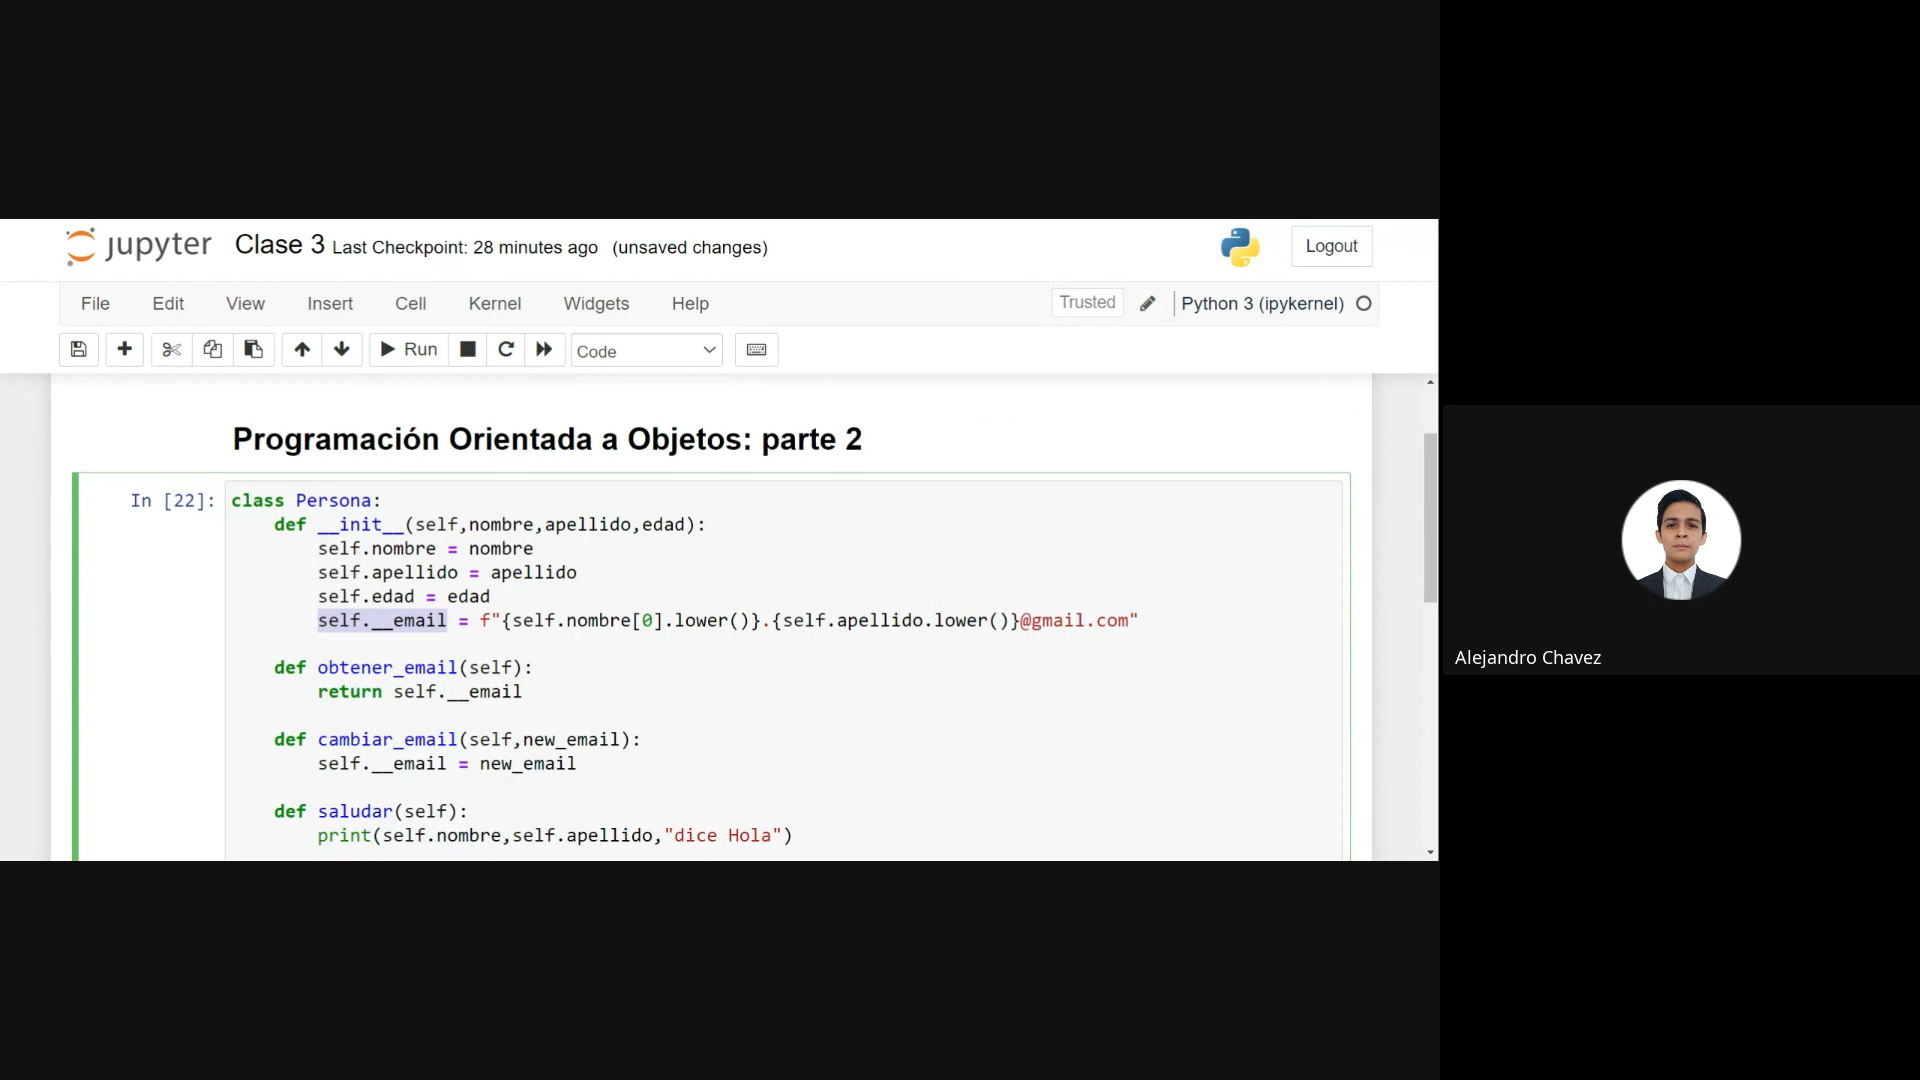 jupyter Clase 3 Last Checkpoint: 28 minutes ago (unsaved changes) Logout
File Edit View Insert Cell Kernel Widgets Help Trusted Python 3 (ipykernel)
Run Code
Programación Orientada a Objetos: parte 2
In [22]: class Persona:
    def __init__(self,nombre,apellido,edad):
        self.nombre = nombre
        self.apellido = apellido
        self.edad = edad
        self.__email = f"{self.nombre[0].lower()}.{self.apellido.lower()}@gmail.com"
    def obtener_email(self):
        return self.__email
    def cambiar_email(self,new_email):
        self.__email = new_email
    def saludar(self):
        print(self.nombre,self.apellido,"dice Hola")
Alejandro Chavez